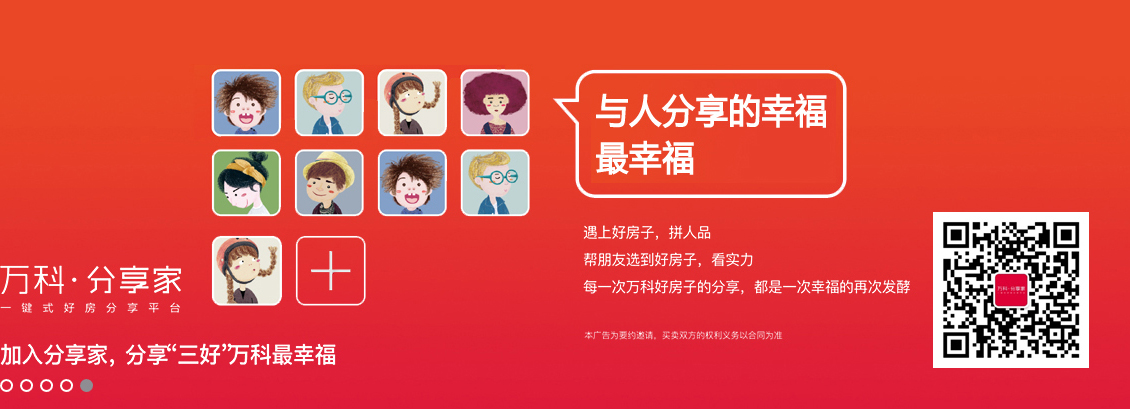 与人分享的幸福
最幸福
遇上好房子，拼人品
帮朋友选到好房子，看实力
每一次万科好房子的分享，都是一次幸福的再次发酵
本广告为要约邀请，买卖双方的权利义务以合同为准
万科·分享家
一键式好房分享平台
加入分享家，分享“三好”万科最幸福
万科·分享家